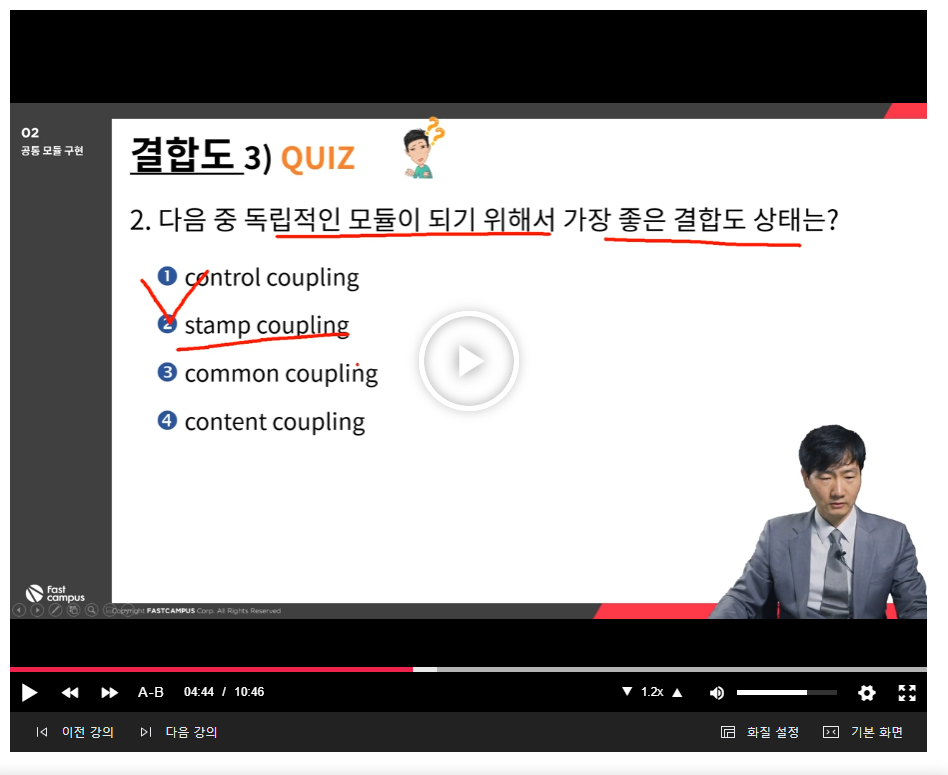 02
공통 모듈 구현
결합도 3) QUIZ
2. 다음 중 독립적인 모듈이 되기 위해서 가장 좋은 결합도 상태는?
1 control coupling
2 stamp coupling
3 common coupling
4 content coupling
Fast
campus
Copyright FASTCAMPUS Corp. All Rights Reserved
A-B 04:44 / 10:46 ▼ 1.2x ▲
이전 강의 다음 강의 화질 설정 기본 화면